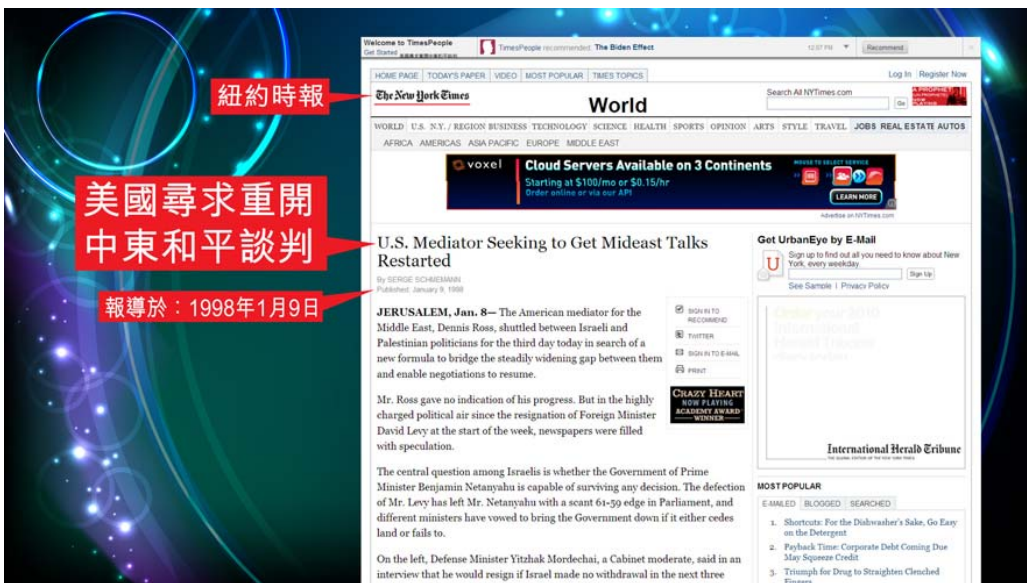 Welcome to TimesPeople
Get Started
TimesPeople recommended: The Biden Effect
12:07 PM
Recommend
HOME PAGE TODAY'S PAPER VIDEO MOST POPULAR TIMES TOPICS
Log In Register Now
紐約時報
The New York Times
World
Search All NYTimes.com
Go
A PROPHET
WORLD U.S. N.Y. / REGION BUSINESS TECHNOLOGY SCIENCE HEALTH SPORTS OPINION ARTS STYLE TRAVEL JOBS REAL ESTATE AUTOS
AFRICA AMERICAS ASIA PACIFIC EUROPE MIDDLE EAST
voxel
Cloud Servers Available on 3 Continents
Starting at $100/mo or $0.15/hr
Order online or via our API
MOUSE TO SELECT SERVICE
LEARN MORE
Advertise on NYTimes.com
美國尋求重開
中東和平談判
U.S. Mediator Seeking to Get Mideast Talks
Restarted
By SERGE SCHMEMANN
Published: January 9, 1998
報導於：1998年1月9日
JERUSALEM, Jan. 8— The American mediator for the
Middle East, Dennis Ross, shuttled between Israeli and
Palestinian politicians for the third day today in search of a
new formula to bridge the steadily widening gap between them
and enable negotiations to resume.
Mr. Ross gave no indication of his progress. But in the highly
charged political air since the resignation of Foreign Minister
David Levy at the start of the week, newspapers were filled
with speculation.
The central question among Israelis is whether the Government of Prime
Minister Benjamin Netanyahu is capable of surviving any decision. The defection
of Mr. Levy has left Mr. Netanyahu with a scant 61-59 edge in Parliament, and
different ministers have vowed to bring the Government down if it either cedes
land or fails to.
On the left, Defense Minister Yitzhak Mordechai, a Cabinet moderate, said in an
interview that he would resign if Israel made no withdrawal in the next three
SIGN IN TO
RECOMMEND
TWITTER
SIGN IN TO E-MAIL
PRINT
CRAZY HEART
NOW PLAYING
ACADEMY AWARD
WINNER
Get UrbanEye by E-Mail
Sign up to find out all you need to know about New
York, every weekday.
Sign Up
See Sample | Privacy Policy
International
Herald Tribune
International Herald Tribune
THE GLOBAL EDITION OF THE NEW YORK TIMES
MOST POPULAR
E-MAILED BLOGGED SEARCHED
1. Shortcuts: For the Dishwasher's Sake, Go Easy
on the Detergent
2. Payback Time: Corporate Debt Coming Due
May Squeeze Credit
3. Triumph for Drug to Straighten Clenched
Fingers